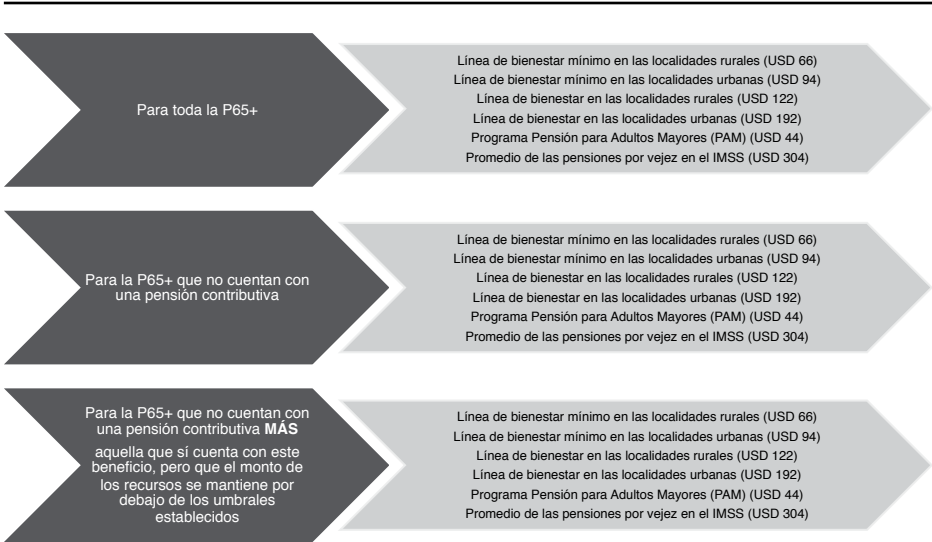 Para toda la P65+
Línea de bienestar mínimo en las localidades rurales (USD 66)
Línea de bienestar mínimo en las localidades urbanas (USD 94)
Línea de bienestar en las localidades rurales (USD 122)
Línea de bienestar en las localidades urbanas (USD 192)
Programa Pensión para Adultos Mayores (PAM) (USD 44)
Promedio de las pensiones por vejez en el IMSS (USD 304)
Para la P65+ que no cuentan con
una pensión contributiva
Línea de bienestar mínimo en las localidades rurales (USD 66)
Línea de bienestar mínimo en las localidades urbanas (USD 94)
Línea de bienestar en las localidades rurales (USD 122)
Línea de bienestar en las localidades urbanas (USD 192)
Programa Pensión para Adultos Mayores (PAM) (USD 44)
Promedio de las pensiones por vejez en el IMSS (USD 304)
Para la P65+ que no cuentan con
una pensión contributiva MÁS
aquella que sí cuenta con este
beneficio, pero que el monto de
los recursos se mantiene por
debajo de los umbrales
establecidos
Línea de bienestar mínimo en las localidades rurales (USD 66)
Línea de bienestar mínimo en las localidades urbanas (USD 94)
Línea de bienestar en las localidades rurales (USD 122)
Línea de bienestar en las localidades urbanas (USD 192)
Programa Pensión para Adultos Mayores (PAM) (USD 44)
Promedio de las pensiones por vejez en el IMSS (USD 304)